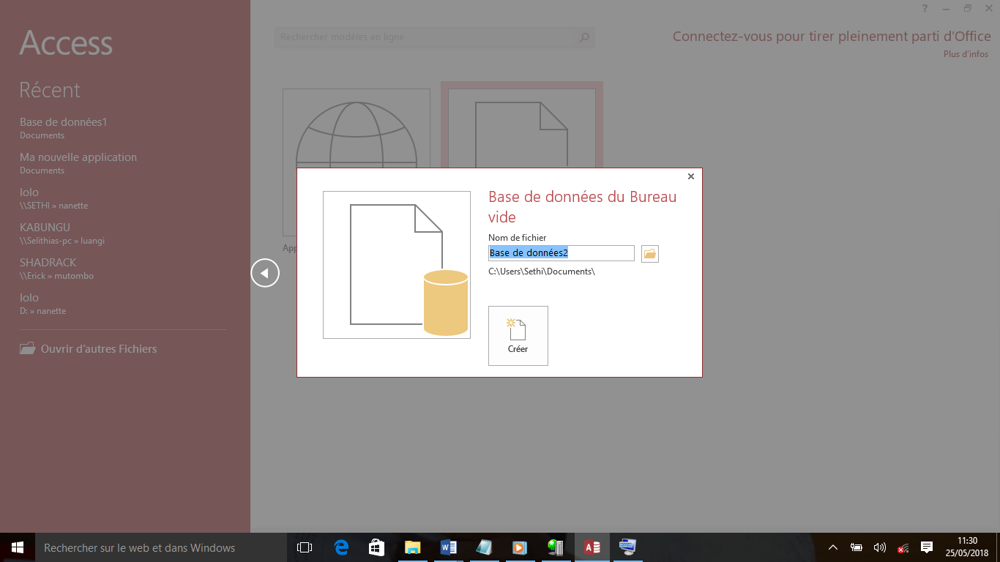 Access
Récent
Base de données1
Documents
Ma nouvelle application
Documents
lolo
\\SETHI » nanette
KABUNGU
\\Selithias-pc » luangi
SHADRACK
\\Erick » mutombo
lolo
D: » nanette
Ouvrir d'autres Fichiers
Rechercher modèles en ligne
?
Connectez-vous pour tirer pleinement parti d'Office
Plus d'infos
App
Base de données du Bureau
vide
Nom de fichier
Base de données2
C:\Users\Sethi\Documents\
Créer
Rechercher sur le web et dans Windows
11:30
25/05/2018